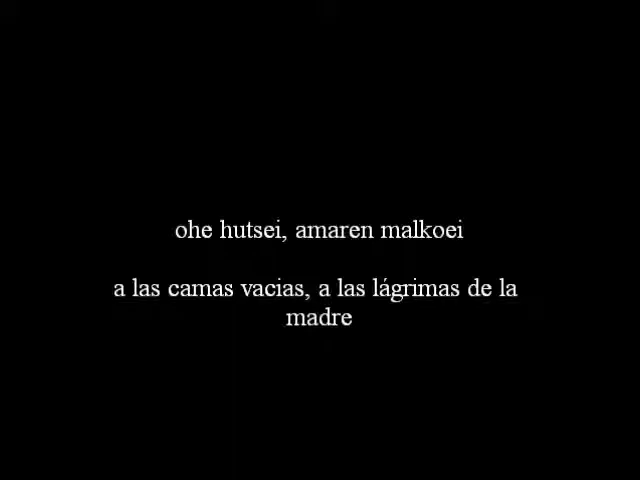 ohe hutsei, amaren malkoei
a las camas vacias, a las lágrimas de la
madre